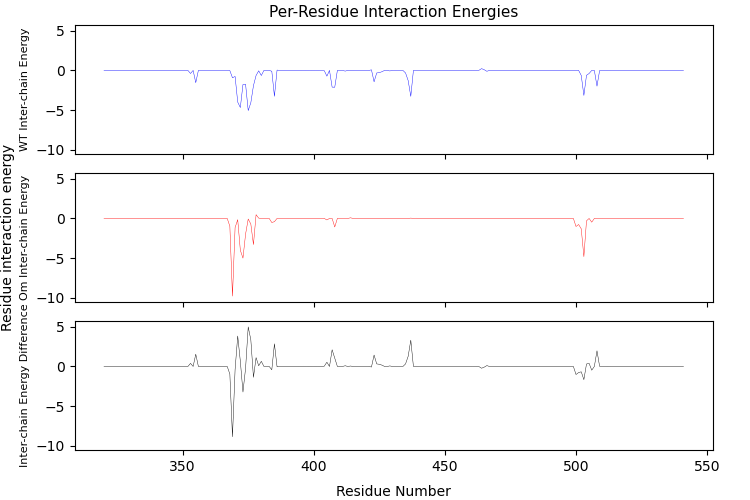 Per-Residue Interaction Energies
Residue interaction energy
WT Inter-chain Energy
5
0
−5
−10
Om Inter-chain Energy
5
0
−5
−10
Inter-chain Energy Difference
5
0
−5
−10
350
400
450
500
550
Residue Number